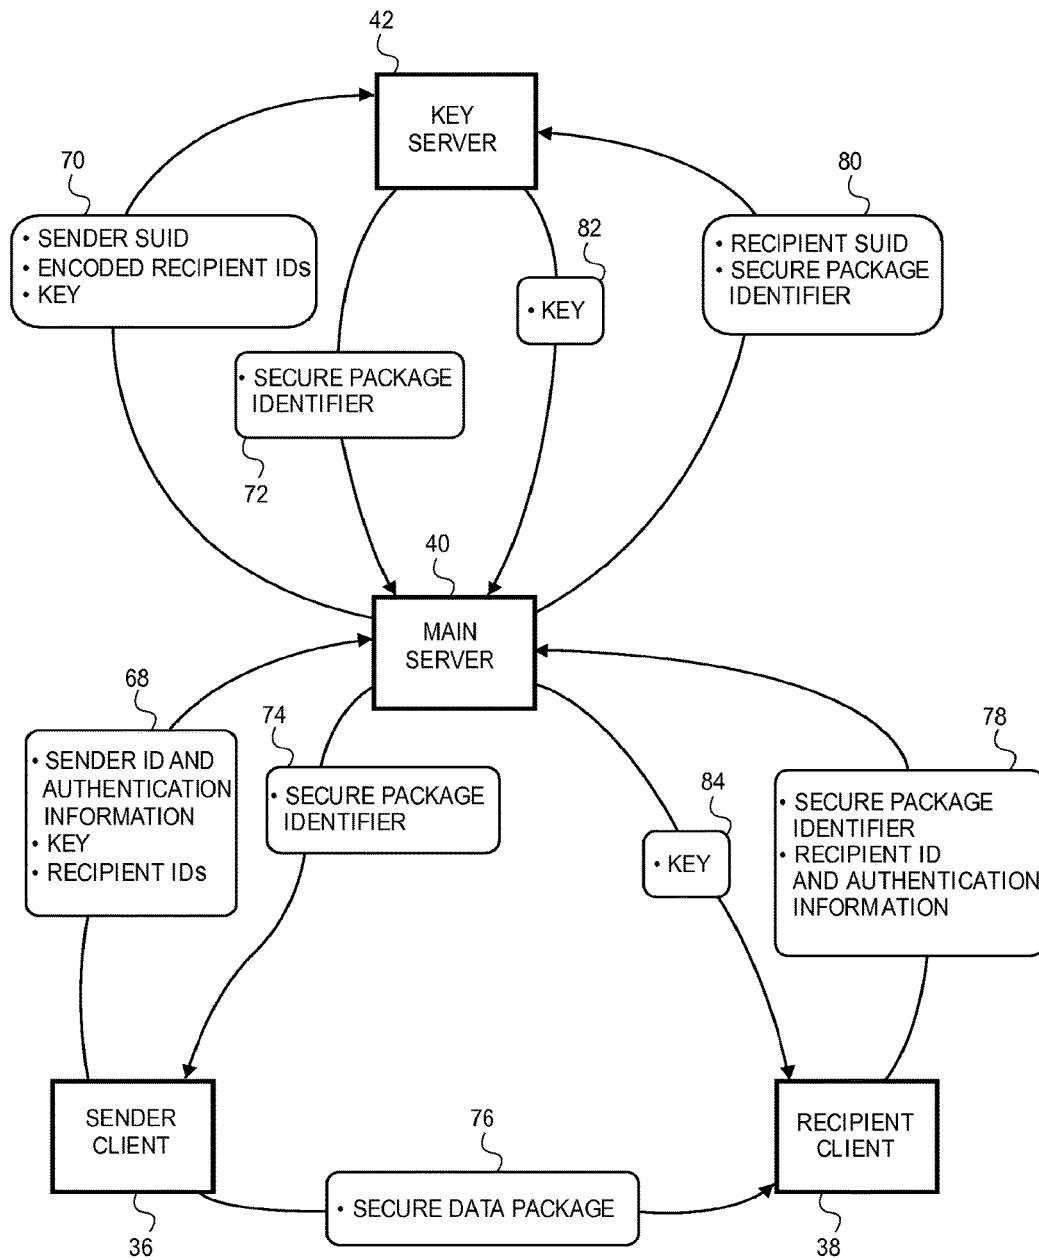 42
KEY
SERVER
70
• SENDER SUID
• ENCODED RECIPIENT IDs
• KEY
80
• RECIPIENT SUID
• SECURE PACKAGE
IDENTIFIER
82
• KEY
• SECURE PACKAGE
IDENTIFIER
72
40
MAIN
SERVER
68
• SENDER ID AND
AUTHENTICATION
INFORMATION
• KEY
• RECIPIENT IDs
74
• SECURE PACKAGE
IDENTIFIER
84
• KEY
78
• SECURE PACKAGE
IDENTIFIER
• RECIPIENT ID
AND AUTHENTICATION
INFORMATION
SENDER
CLIENT
36
76
• SECURE DATA PACKAGE
RECIPIENT
CLIENT
38